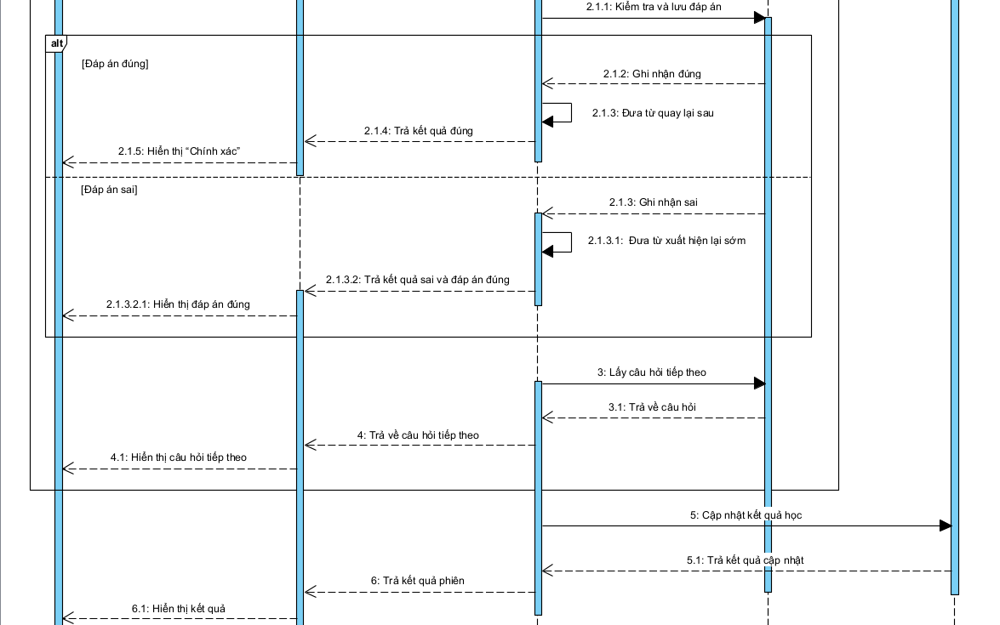 2.1.1: Kiểm tra và lưu đáp án
alt
[Đáp án đúng]
2.1.2: Ghi nhận đúng
2.1.3: Đưa từ quay lại sau
2.1.4: Trả kết quả đúng
2.1.5: Hiển thị “Chính xác”
[Đáp án sai]
2.1.3: Ghi nhận sai
2.1.3.1: Đưa từ xuất hiện lại sớm
2.1.3.2: Trả kết quả sai và đáp án đúng
2.1.3.2.1: Hiển thị đáp án đúng
3: Lấy câu hỏi tiếp theo
3.1: Trả về câu hỏi
4: Trả về câu hỏi tiếp theo
4.1: Hiển thị câu hỏi tiếp theo
5: Cập nhật kết quả học
5.1: Trả kết quả cập nhật
6: Trả kết quả phiên
6.1: Hiển thị kết quả